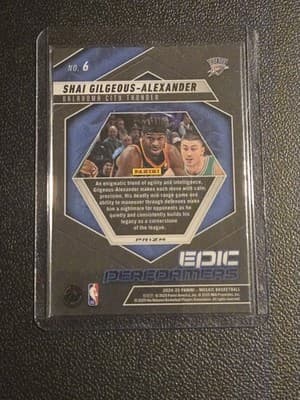 NO. 6
SHAI GILGEOUS-ALEXANDER
OKLAHOMA CITY THUNDER
PANINI
An enigmatic blend of agility and intelligence,
Gilgeous-Alexander makes each move with calm
precision. His deadly mid-range game and
ability to maneuver through defenses make
him a nightmare for opponents as he
quietly and consistently builds his
legacy as a cornerstone
of the league.
PRIZM
EPIC
PERFORMERS
NBA
2024-25 PANINI - MOSAIC BASKETBALL